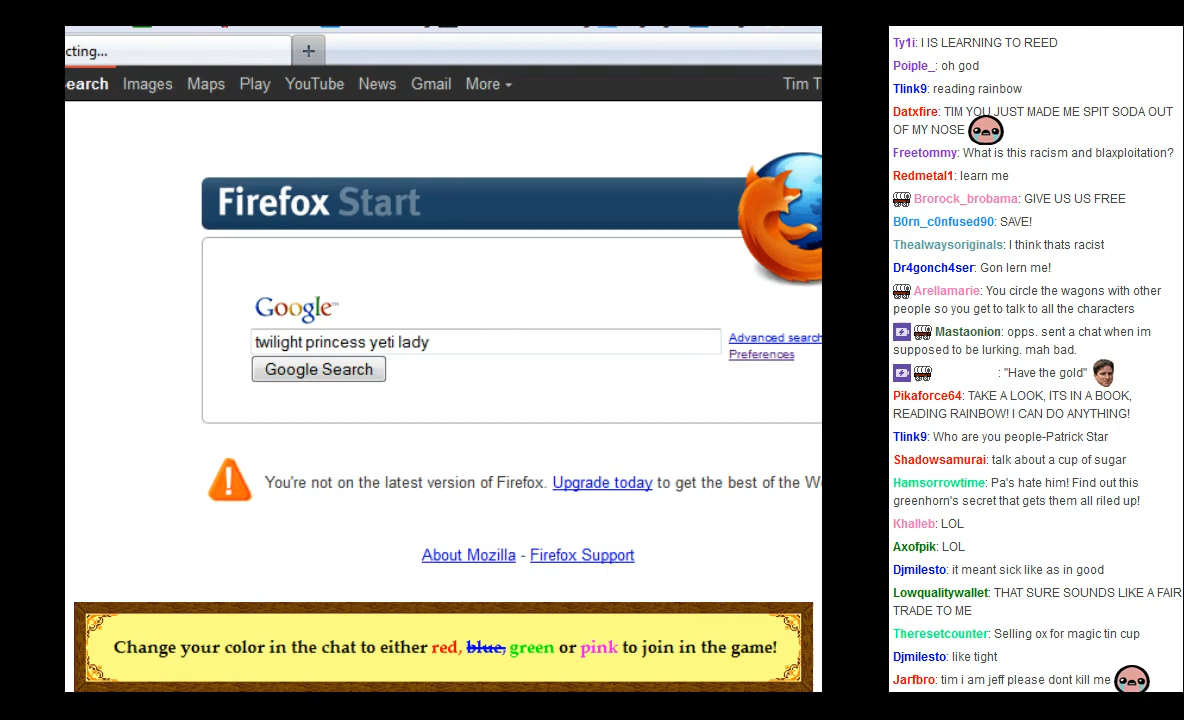 cting...
+
earch Images Maps Play YouTube News Gmail More Tim T
Firefox Start
Google™
twilight princess yeti lady
Advanced search
Preferences
Google Search
You're not on the latest version of Firefox. Upgrade today to get the best of the W
About Mozilla - Firefox Support
Change your color in the chat to either red, blue, green or pink to join in the game!
Ty1i: I IS LEARNING TO REED
Poiple_: oh god
Tlink9: reading rainbow
Datxfire: TIM YOU JUST MADE ME SPIT SODA OUT
OF MY NOSE
Freetommy: What is this racism and blaxploitation?
Redmetal1: learn me
Brorock_brobama: GIVE US US FREE
B0rn_c0nfused90: SAVE!
Thealwaysoriginals: I think thats racist
Dr4gonch4ser: Gon lern me!
Arellamarie: You circle the wagons with other
people so you get to talk to all the characters
Mastaonion: opps. sent a chat when im
supposed to be lurking. mah bad.
: "Have the gold"
Pikaforce64: TAKE A LOOK, ITS IN A BOOK,
READING RAINBOW! I CAN DO ANYTHING!
Tlink9: Who are you people-Patrick Star
Shadowsamurai: talk about a cup of sugar
Hamsorrowtime: Pa's hate him! Find out this
greenhorn's secret that gets them all riled up!
Khalleb: LOL
Axofpik: LOL
Djmilesto: it meant sick like as in good
Lowqualitywallet: THAT SURE SOUNDS LIKE A FAIR
TRADE TO ME
Theresetcounter: Selling ox for magic tin cup
Djmilesto: like tight
Jarfbro: tim i am jeff please dont kill me